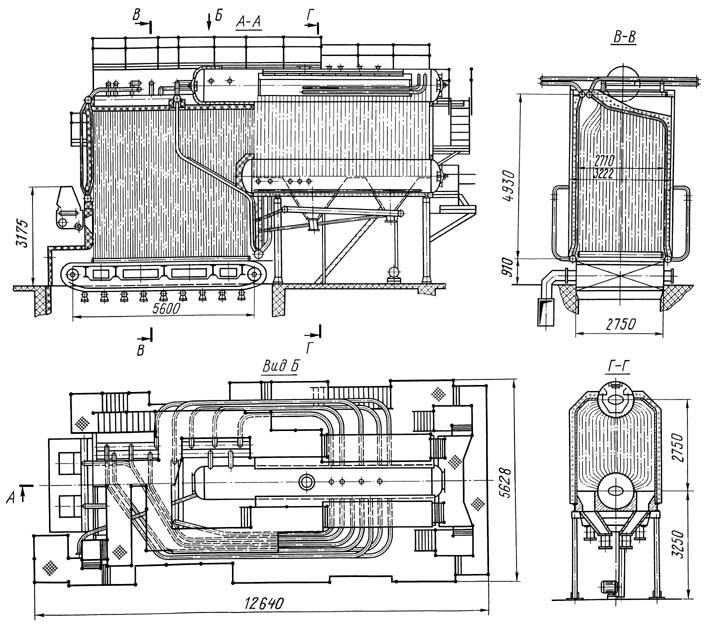 В Б А-А Г
В-В
2710
3222
4930
3175
910
5600
2750
В Г
Вид Б
Г-Г
А
5628
2750
3250
12640